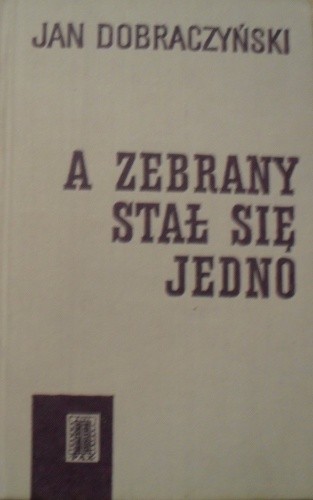 JAN DOBRACZYŃSKI
A ZEBRANY
STAŁ SIĘ
JEDNO